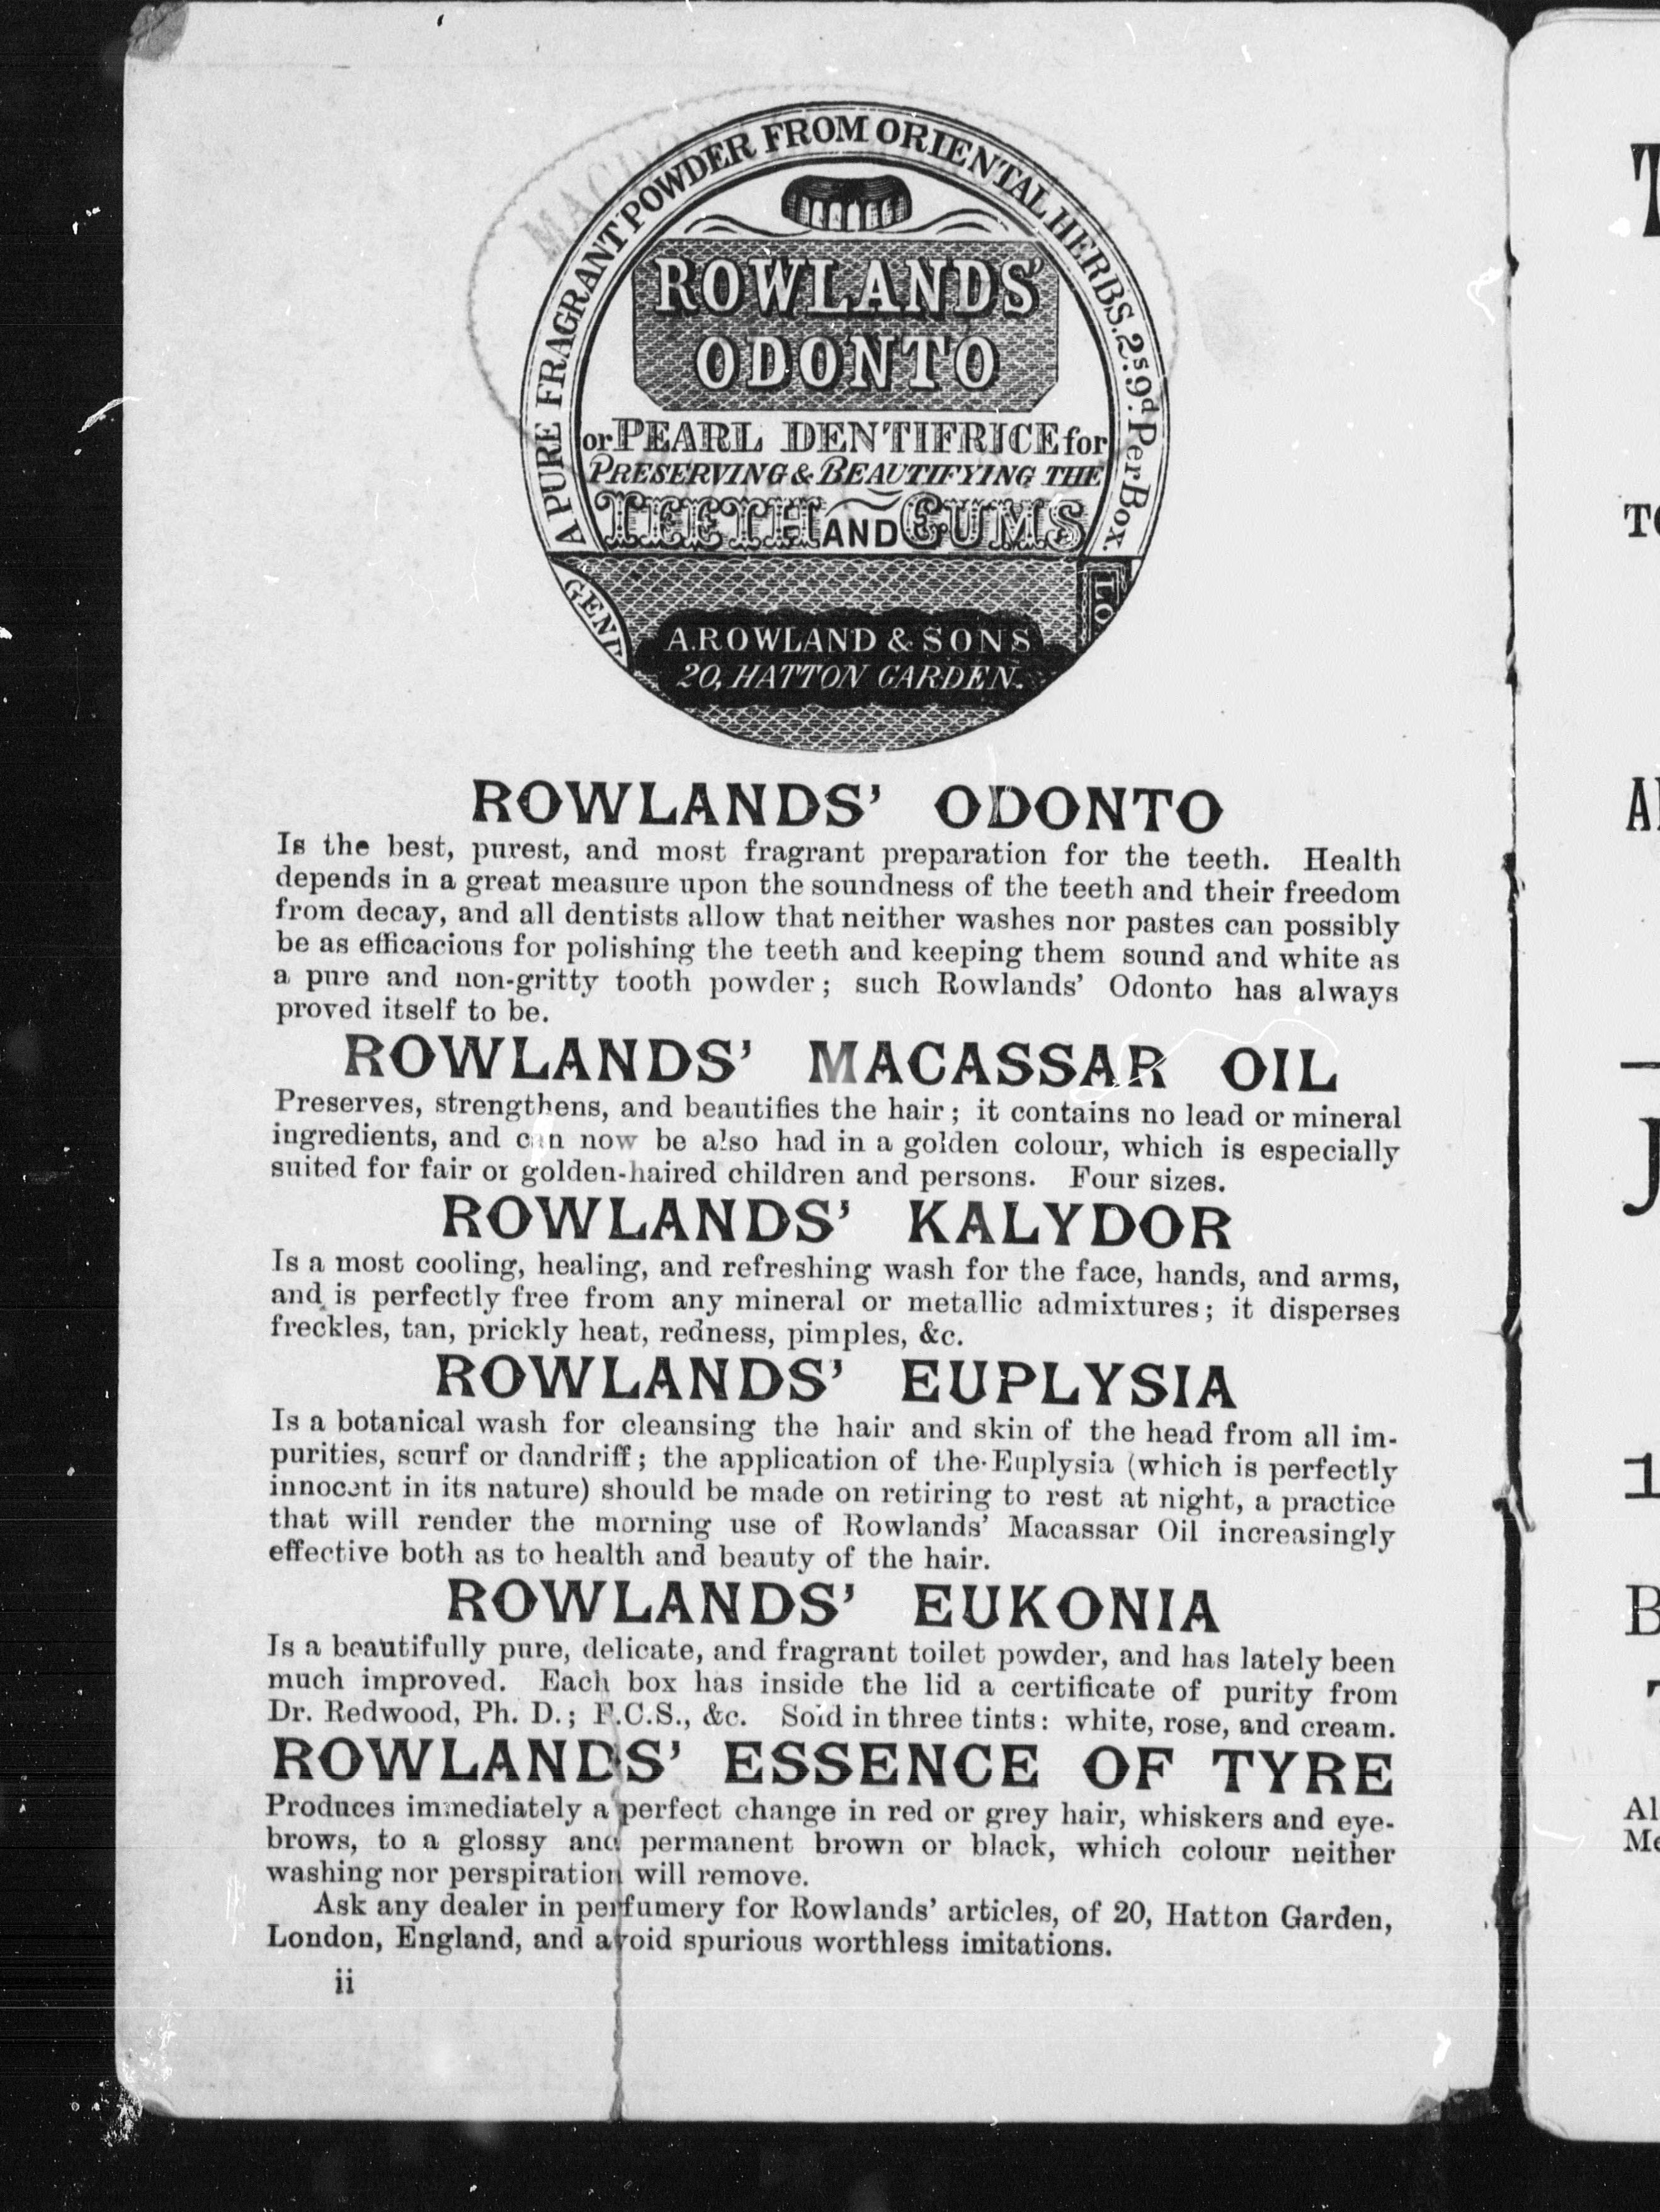 A PURE FRAGRANT POWDER FROM ORIENTAL HERBS. 2s. 9d. Per Box.
ROWLANDS'
ODONTO
or PEARL DENTIFRICE for
PRESERVING & BEAUTIFYING THE
TEETH AND GUMS
A. ROWLAND & SONS
20, HATTON GARDEN.
ROWLANDS' ODONTO
Is the best, purest, and most fragrant preparation for the teeth. Health
depends in a great measure upon the soundness of the teeth and their freedom
from decay, and all dentists allow that neither washes nor pastes can possibly
be as efficacious for polishing the teeth and keeping them sound and white as
a pure and non-gritty tooth powder; such Rowlands' Odonto has always
proved itself to be.
ROWLANDS' MACASSAR OIL
Preserves, strengthens, and beautifies the hair; it contains no lead or mineral
ingredients, and can now be also had in a golden colour, which is especially
suited for fair or golden-haired children and persons. Four sizes.
ROWLANDS' KALYDOR
Is a most cooling, healing, and refreshing wash for the face, hands, and arms,
and is perfectly free from any mineral or metallic admixtures; it disperses
freckles, tan, prickly heat, redness, pimples, &c.
ROWLANDS' EUPLYSIA
Is a botanical wash for cleansing the hair and skin of the head from all im-
purities, scurf or dandriff; the application of the Euplysia (which is perfectly
innocent in its nature) should be made on retiring to rest at night, a practice
that will render the morning use of Rowlands' Macassar Oil increasingly
effective both as to health and beauty of the hair.
ROWLANDS' EUKONIA
Is a beautifully pure, delicate, and fragrant toilet powder, and has lately been
much improved. Each box has inside the lid a certificate of purity from
Dr. Redwood, Ph. D.; F.C.S., &c. Sold in three tints: white, rose, and cream.
ROWLANDS' ESSENCE OF TYRE
Produces immediately a perfect change in red or grey hair, whiskers and eye-
brows, to a glossy and permanent brown or black, which colour neither
washing nor perspiration will remove.
Ask any dealer in perfumery for Rowlands' articles, of 20, Hatton Garden,
London, England, and avoid spurious worthless imitations.
ii